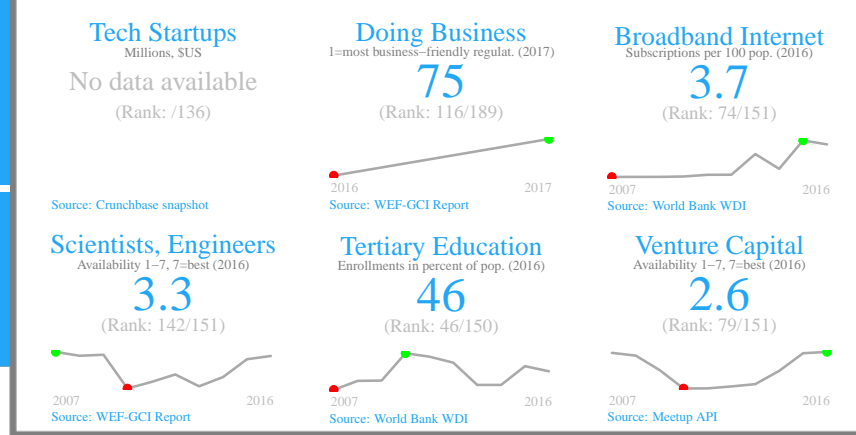 Tech Startups
Millions, $US
No data available
(Rank: /136)
Source: Crunchbase snapshot
Doing Business
1=most business–friendly regulat. (2017)
75
(Rank: 116/189)
2016 2017
Source: WEF-GCI Report
Broadband Internet
Subscriptions per 100 pop. (2016)
3.7
(Rank: 74/151)
2007 2016
Source: World Bank WDI
Scientists, Engineers
Availability 1–7, 7=best (2016)
3.3
(Rank: 142/151)
2007 2016
Source: WEF-GCI Report
Tertiary Education
Enrollments in percent of pop. (2016)
46
(Rank: 46/150)
2007 2016
Source: World Bank WDI
Venture Capital
Availability 1–7, 7=best (2016)
2.6
(Rank: 79/151)
2007 2016
Source: Meetup API